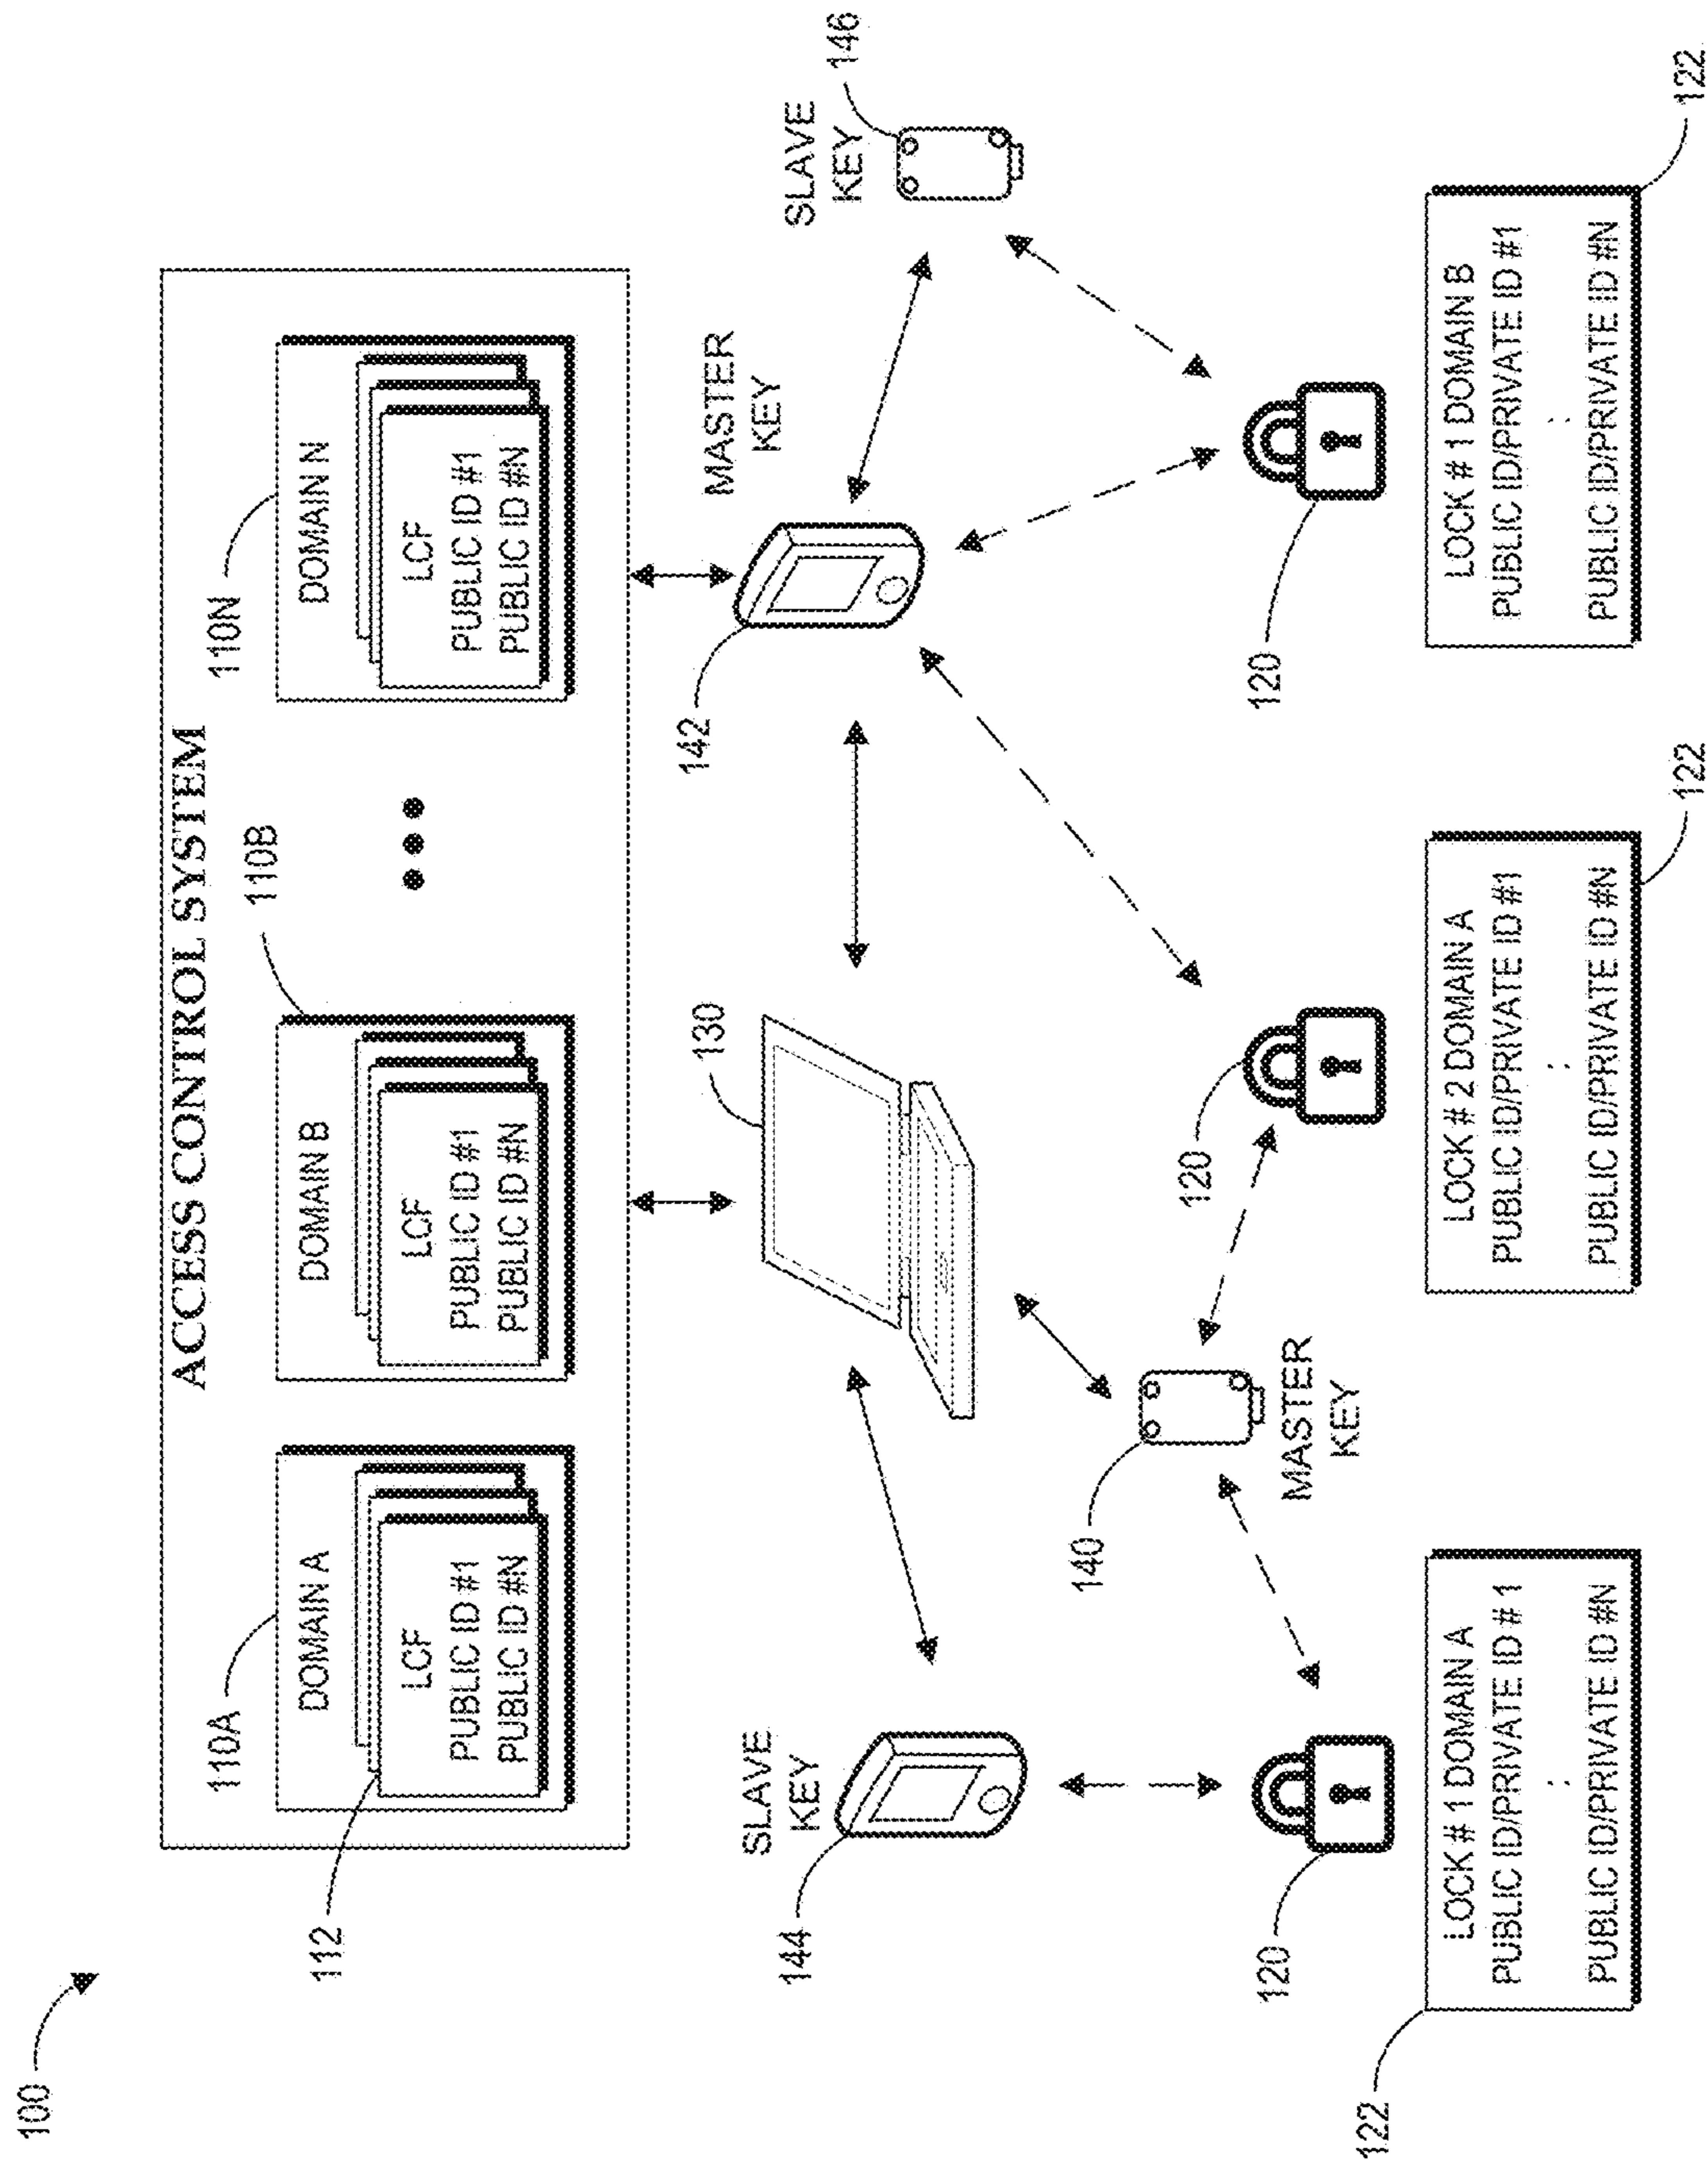 100
ACCESS CONTROL SYSTEM
110A
110B
110N
112
DOMAIN A
LCF
PUBLIC ID #1
PUBLIC ID #N
DOMAIN B
LCF
PUBLIC ID #1
PUBLIC ID #N
DOMAIN N
LCF
PUBLIC ID #1
PUBLIC ID #N
SLAVE
KEY
144
130
142
MASTER
KEY
SLAVE
KEY
146
140
MASTER
KEY
120
120
120
122
LOCK # 1 DOMAIN A
PUBLIC ID/PRIVATE ID # 1
:
PUBLIC ID/PRIVATE ID #N
LOCK # 2 DOMAIN A
PUBLIC ID/PRIVATE ID #1
:
PUBLIC ID/PRIVATE ID #N
122
LOCK # 1 DOMAIN B
PUBLIC ID/PRIVATE ID #1
:
PUBLIC ID/PRIVATE ID #N
122